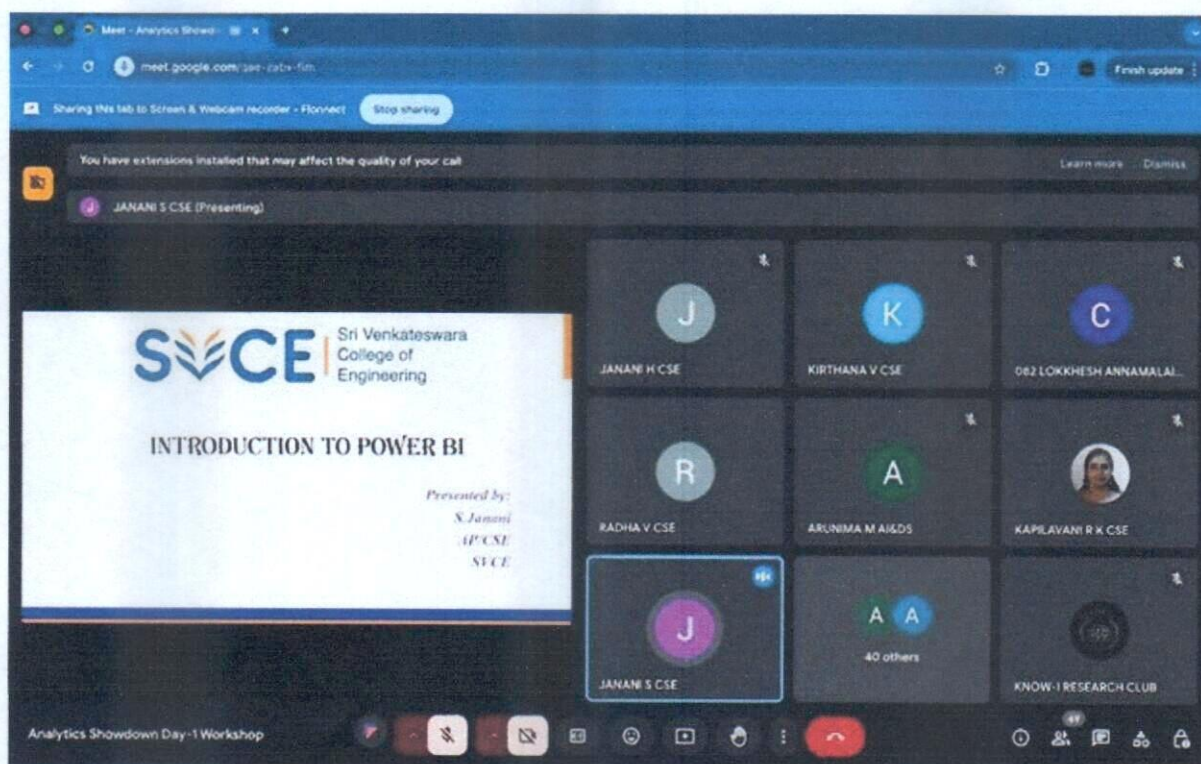 Meet - Analytics Showd
meet.google.com/
Finish update
Sharing this tab to Screen & Webcam recorder - Flonnect
Stop sharing
You have extensions installed that may affect the quality of your call
Learn more
Dismiss
J
JANANI S CSE (Presenting)
SVCE
Sri Venkateswara
College of
Engineering
INTRODUCTION TO POWER BI
Presented by:
S.Janani
AP/CSE
SVCE
J
JANANI H CSE
K
KIRTHANA V CSE
C
062 LOKKHESH ANNAMALAI...
R
RADHA V CSE
A
ARUNIMA M AI&DS
KAPILAVANI R K CSE
J
JANANI S CSE
A A
40 others
KNOW-I RESEARCH CLUB
Analytics Showdown Day-1 Workshop
49